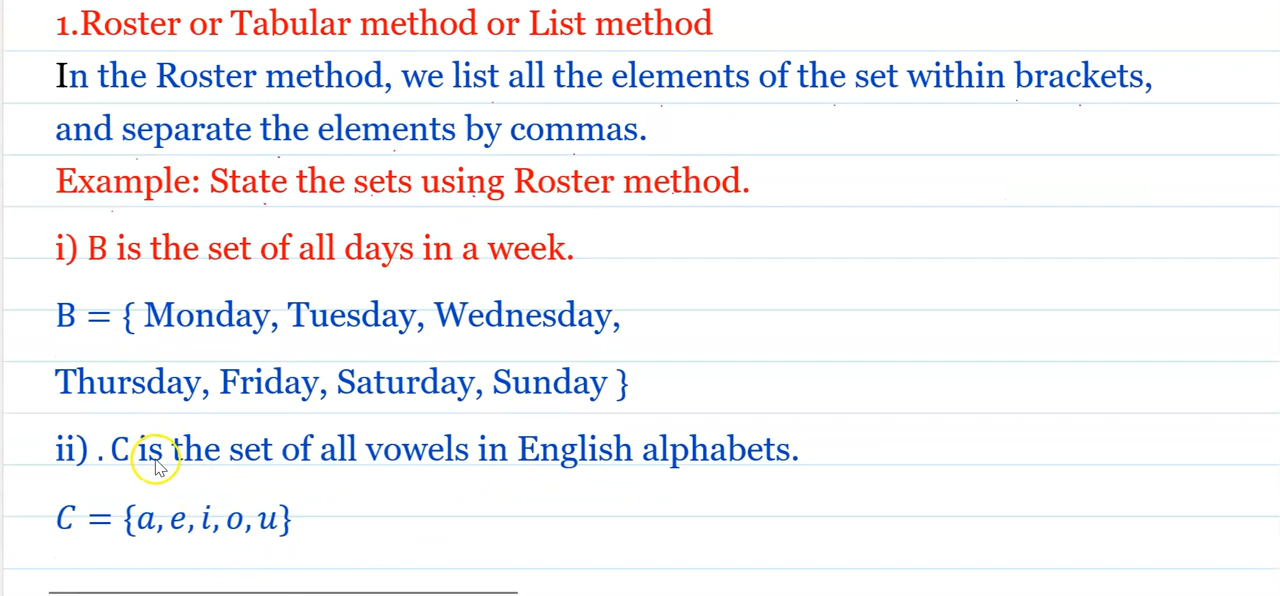 1.Roster or Tabular method or List method
In the Roster method, we list all the elements of the set within brackets,
and separate the elements by commas.
Example: State the sets using Roster method.
i) B is the set of all days in a week.
B = { Monday, Tuesday, Wednesday,
Thursday, Friday, Saturday, Sunday }
ii) . C is the set of all vowels in English alphabets.
C = {a, e, i, o, u}